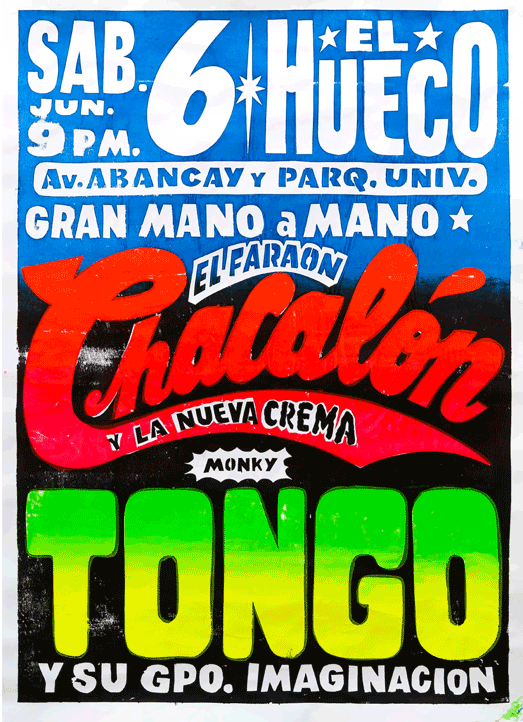 SAB. 6 EL HUECO
JUN.
9 PM.
Av. ABANCAY Y PARQ. UNIV.
GRAN MANO a MANO
EL FARAON
Chacalón
Y LA NUEVA CREMA
MONKY
TONGO
Y SU GPO. IMAGINACION